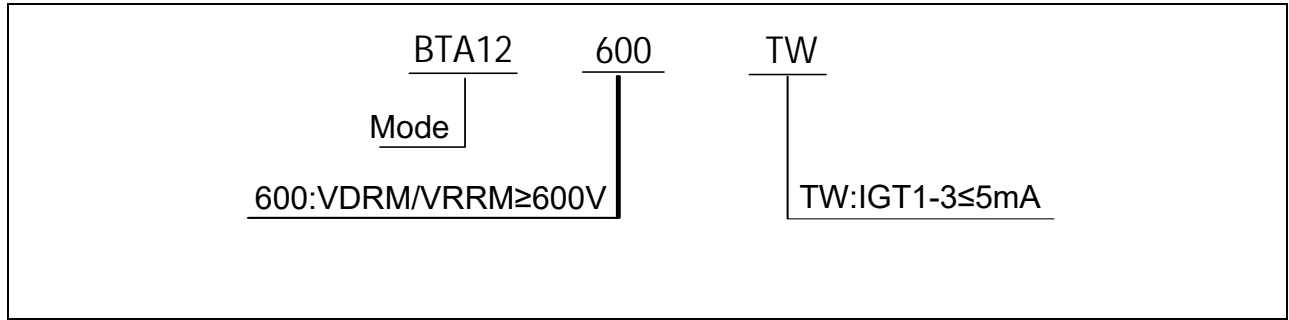 BTA12 600 TW
Mode
600:VDRM/VRRM≥600V TW:IGT1-3≤5mA